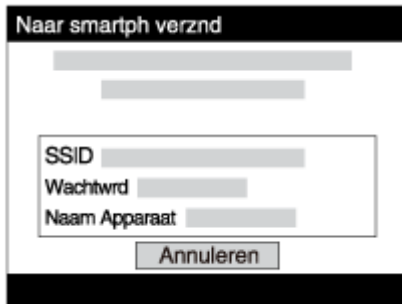 Naar smartph verznd
SSID
Wachtwrd
Naam Apparaat
Annuleren